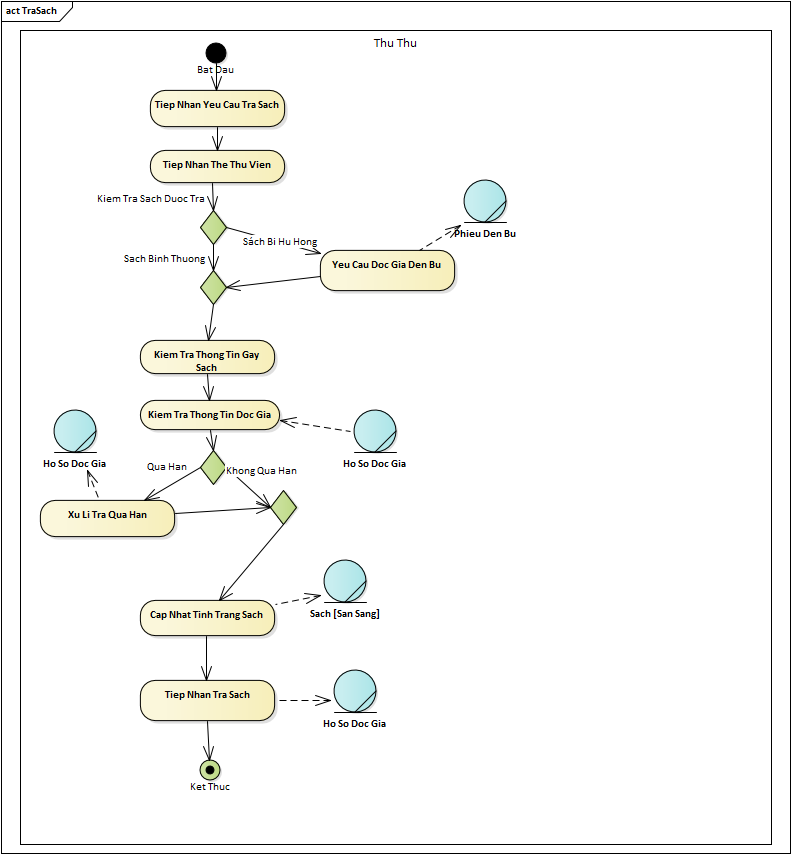 act TraSach
Thu Thu
Bat Dau
Tiep Nhan Yeu Cau Tra Sach
Tiep Nhan The Thu Vien
Kiem Tra Sach Duoc Tra
Sách Bi Hu Hong
Phieu Den Bu
Sach Binh Thuong
Yeu Cau Doc Gia Den Bu
Kiem Tra Thong Tin Gay
Sach
Kiem Tra Thong Tin Doc Gia
Ho So Doc Gia
Ho So Doc Gia
Qua Han
Khong Qua Han
Xu Li Tra Qua Han
Cap Nhat Tinh Trang Sach
Sach [San Sang]
Tiep Nhan Tra Sach
Ho So Doc Gia
Ket Thuc